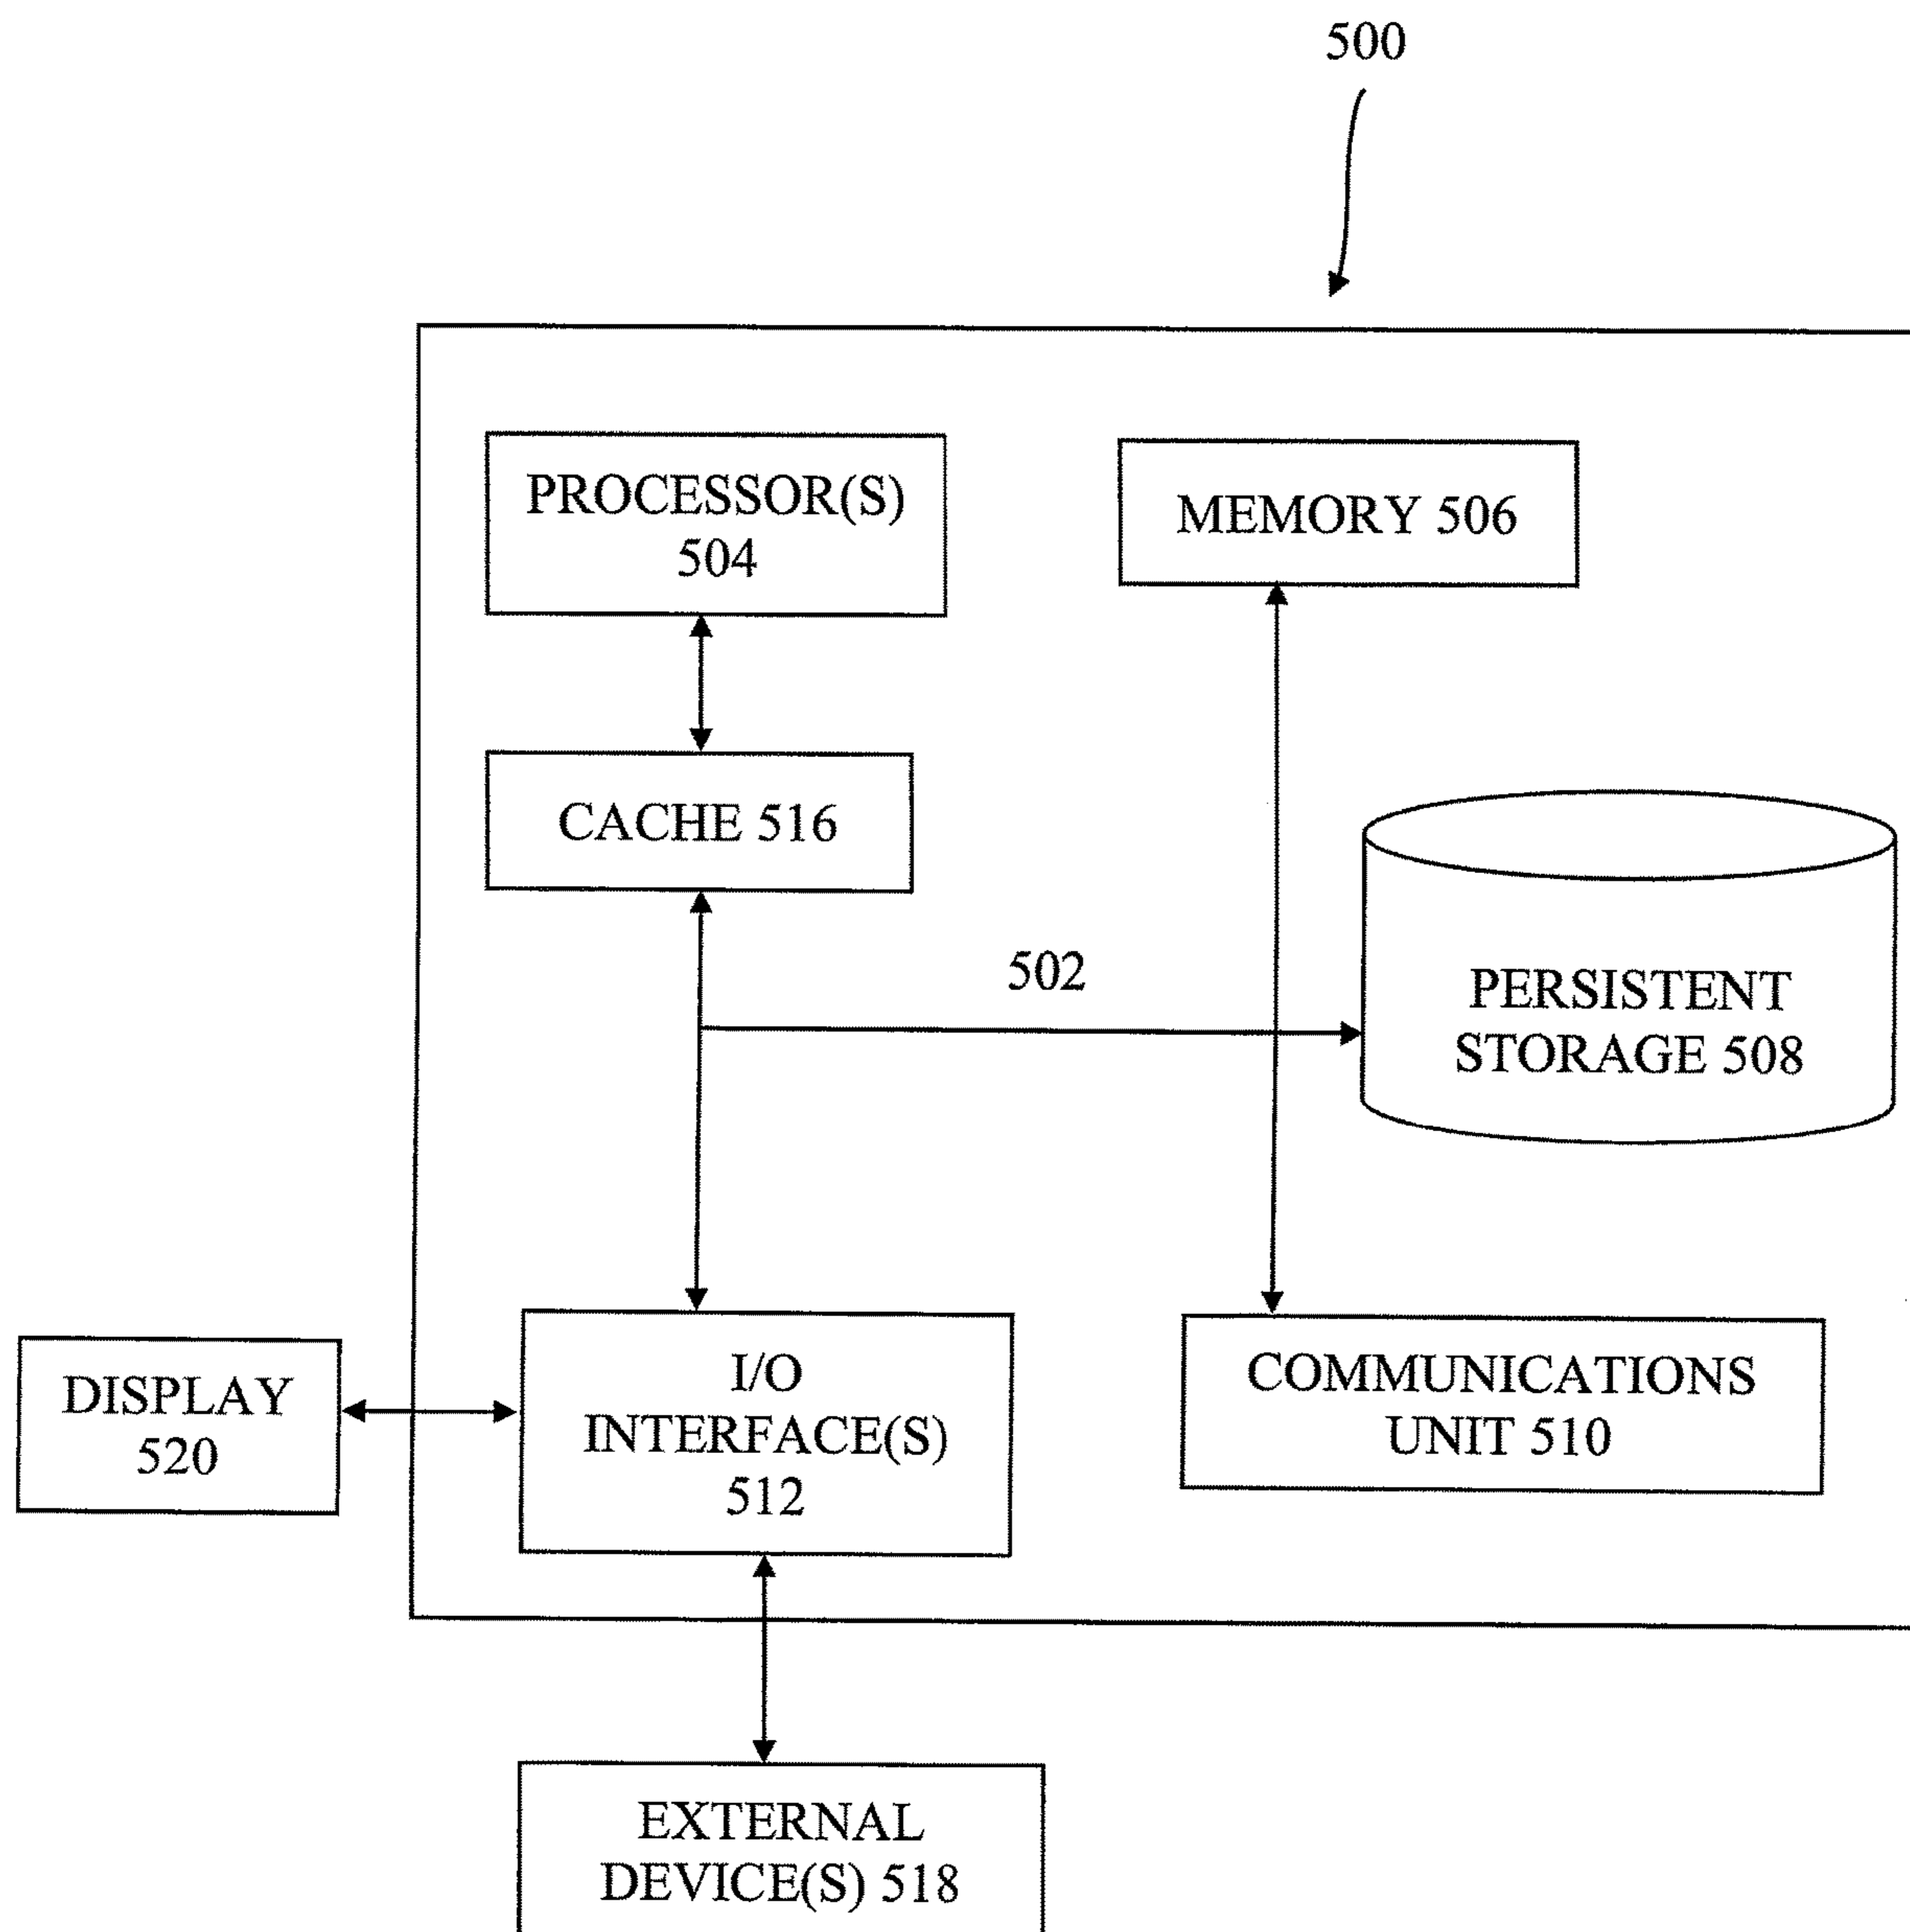 500
PROCESSOR(S)
504
MEMORY 506
CACHE 516
502
PERSISTENT
STORAGE 508
DISPLAY
520
I/O
INTERFACE(S)
512
COMMUNICATIONS
UNIT 510
EXTERNAL
DEVICE(S) 518